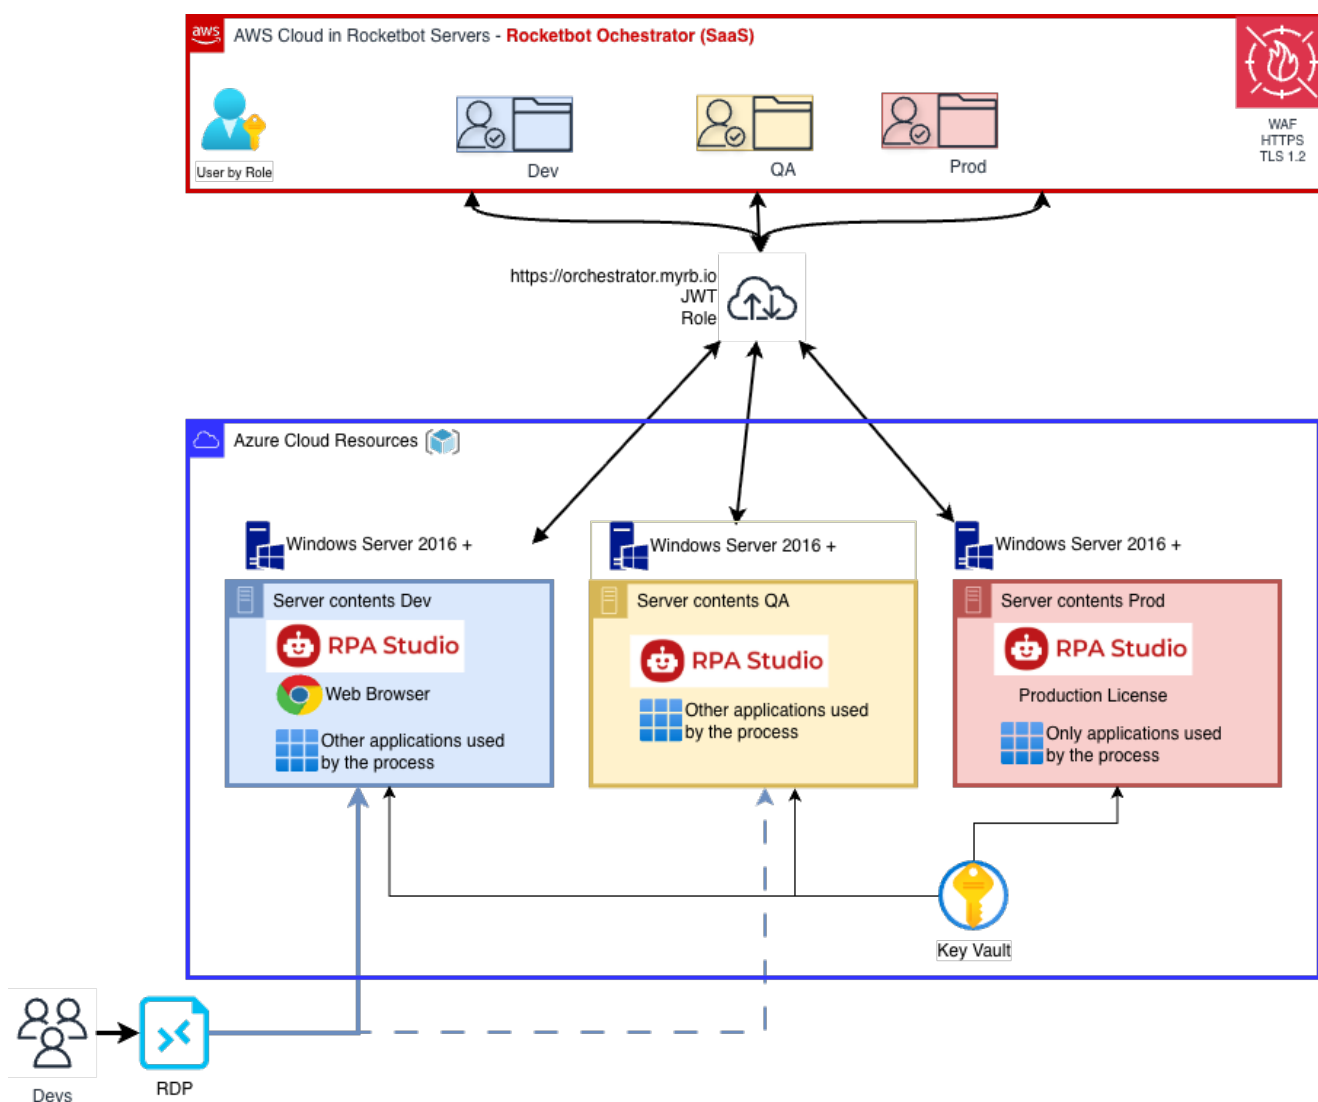 aws
AWS Cloud in Rocketbot Servers - Rocketbot Ochestrator (SaaS)
User by Role
Dev
QA
Prod
WAF
HTTPS
TLS 1.2
https://orchestrator.myrb.io
JWT
Role
Azure Cloud Resources
Windows Server 2016 +
Windows Server 2016 +
Windows Server 2016 +
Server contents Dev
RPA Studio
Web Browser
Other applications used
by the process
Server contents QA
RPA Studio
Other applications used
by the process
Server contents Prod
RPA Studio
Production License
Only applications used
by the process
Key Vault
Devs
RDP